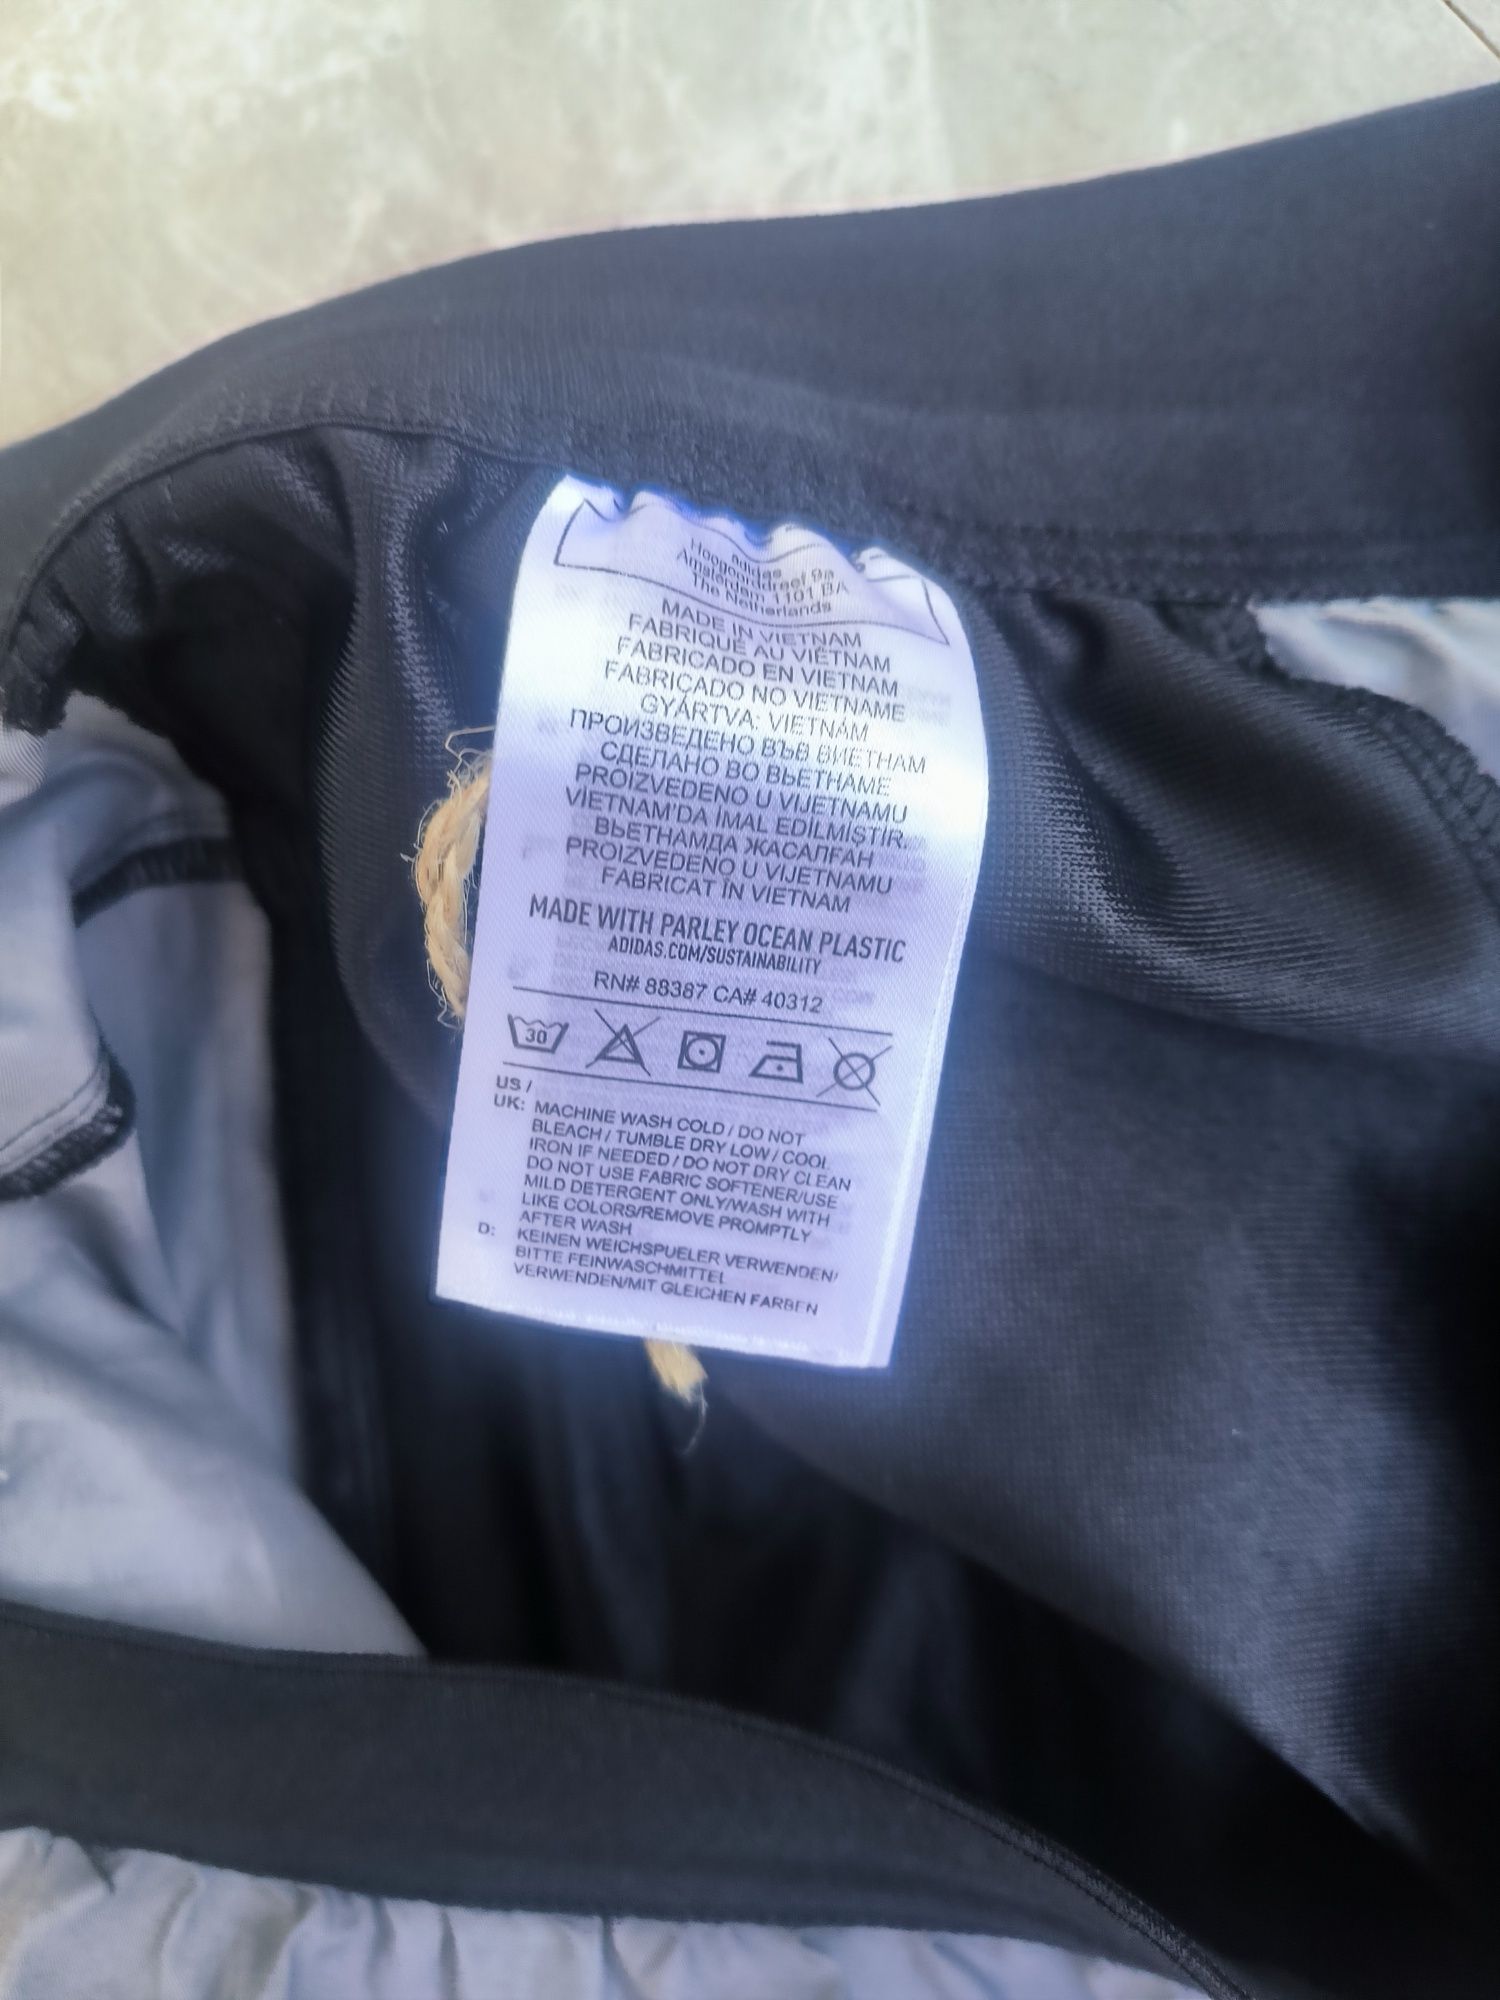 adidas
Hoogoorddreef 9a
Amsterdam 1101 BA
The Netherlands
MADE IN VIETNAM
FABRIQUÉ AU VIÊTNAM
FABRICADO EN VIETNAM
FABRICADO NO VIETNAME
GYÁRTVA: VIETNÁM
ПРОИЗВЕДЕНО ВЪВ ВИЕТНАМ
СДЕЛАНО ВО ВЬЕТНАМЕ
PROIZVEDENO U VIJETNAMU
VİETNAM'DA İMAL EDİLMİŞTİR.
ВЬЕТНАМДА ЖАСАЛҒАН
PROIZVEDENO U VIJETNAMU
FABRICAT ÎN VIETNAM
MADE WITH PARLEY OCEAN PLASTIC
ADIDAS.COM/SUSTAINABILITY
RN# 88387 CA# 40312
30
US /
UK: MACHINE WASH COLD / DO NOT
BLEACH / TUMBLE DRY LOW / COOL
IRON IF NEEDED / DO NOT DRY CLEAN
DO NOT USE FABRIC SOFTENER/USE
MILD DETERGENT ONLY/WASH WITH
LIKE COLORS/REMOVE PROMPTLY
AFTER WASH
D: KEINEN WEICHSPUELER VERWENDEN/
BITTE FEINWASCHMITTEL
VERWENDEN/MIT GLEICHEN FARBEN